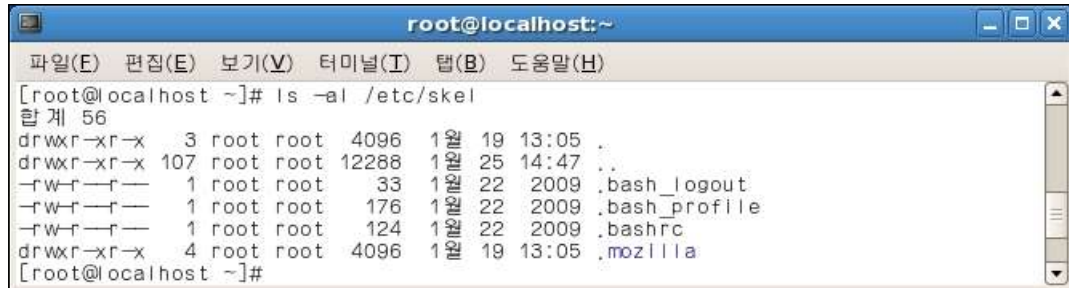 root@localhost:~
파일(F) 편집(E) 보기(V) 터미널(T) 탭(B) 도움말(H)
[root@localhost ~]# ls -al /etc/skel
합계 56
drwxr-xr-x 3 root root 4096 1월 19 13:05 .
drwxr-xr-x 107 root root 12288 1월 25 14:47 ..
-rw-r--r-- 1 root root 33 1월 22 2009 .bash_logout
-rw-r--r-- 1 root root 176 1월 22 2009 .bash_profile
-rw-r--r-- 1 root root 124 1월 22 2009 .bashrc
drwxr-xr-x 4 root root 4096 1월 19 13:05 .mozilla
[root@localhost ~]#